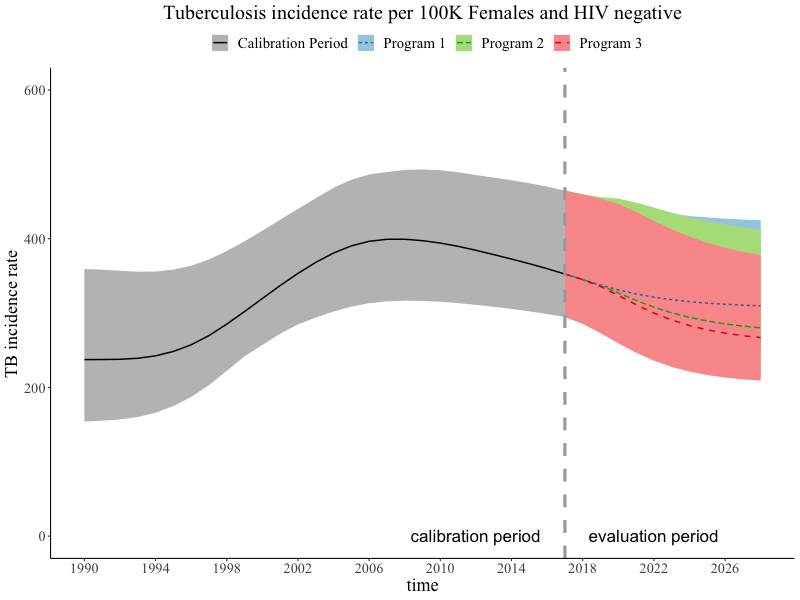 Tuberculosis incidence rate per 100K Females and HIV negative
Calibration Period Program 1 Program 2 Program 3
600
400
200
0
TB incidence rate
calibration period evaluation period
1990 1994 1998 2002 2006 2010 2014 2018 2022 2026
time